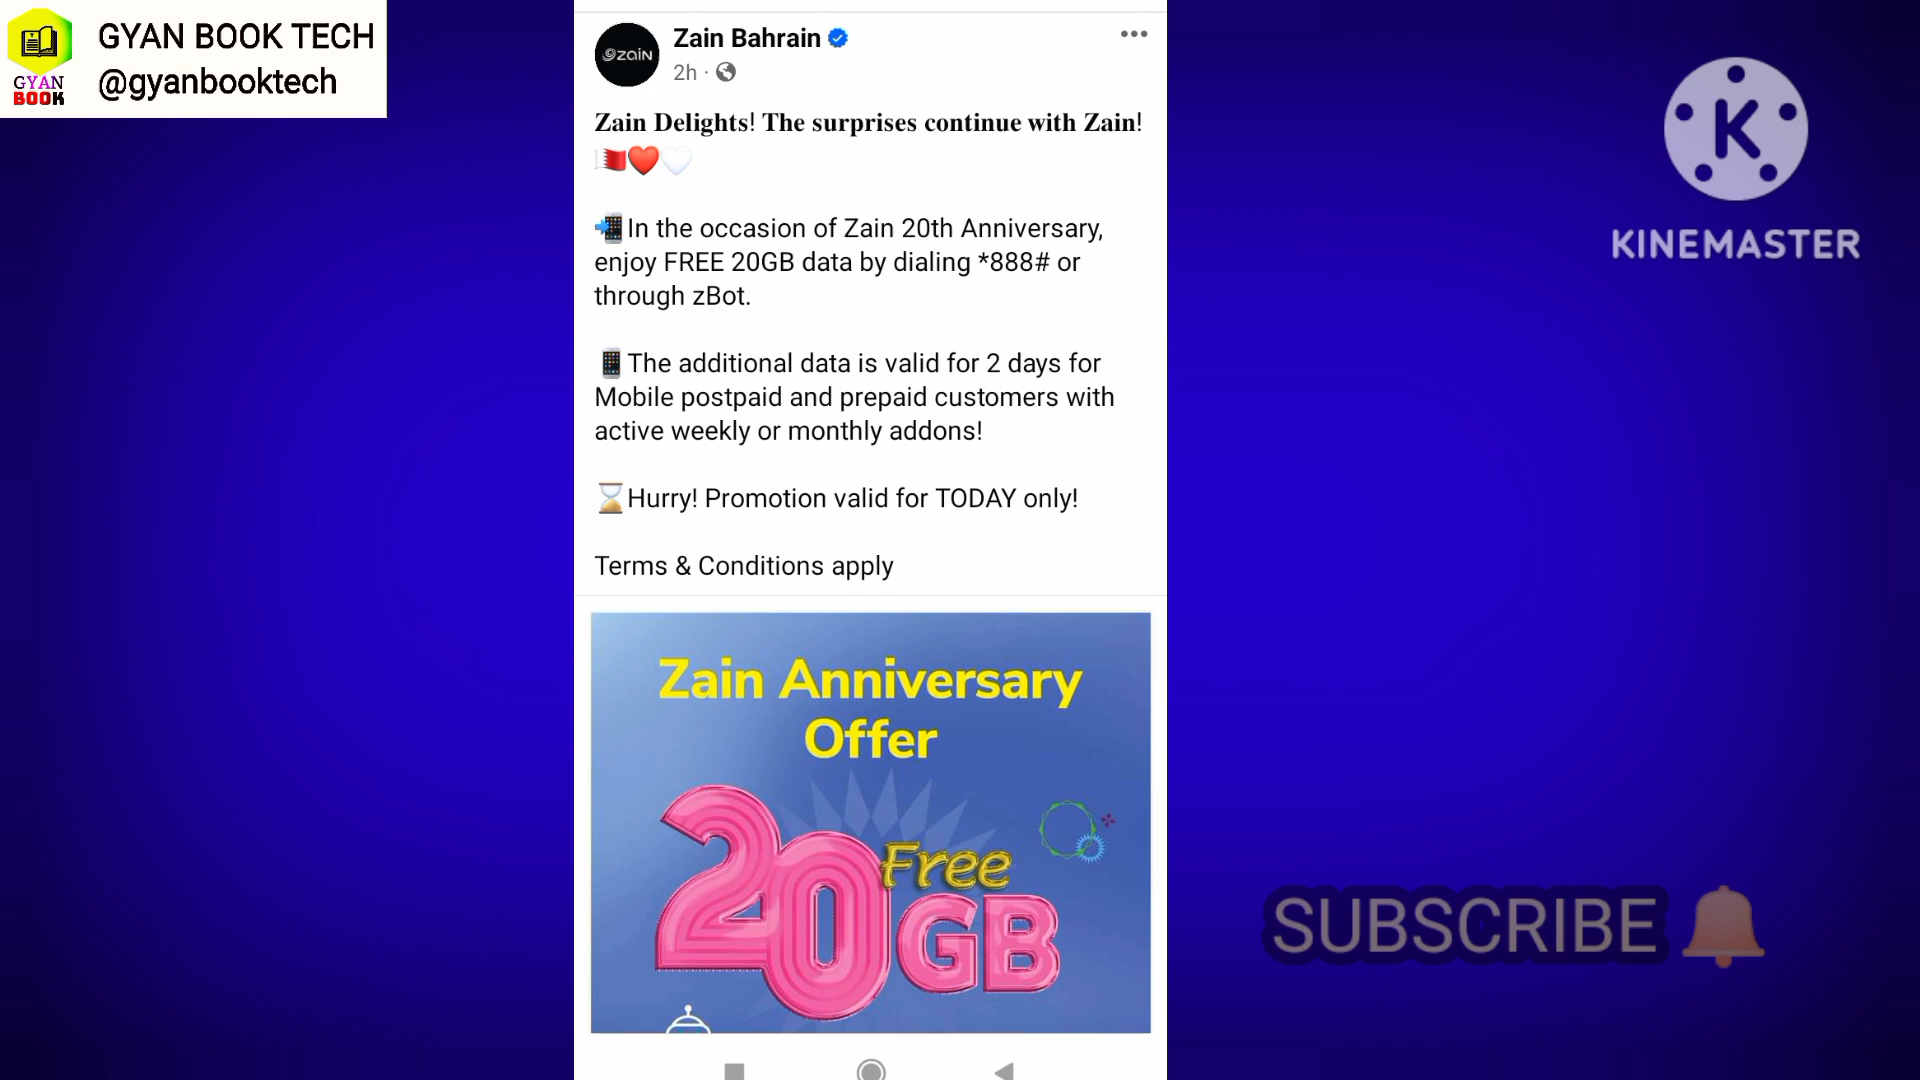 GYAN BOOK TECH
@gyanbooktech
GYAN
BOOK
zain
Zain Bahrain
2h ·
𝐙𝐚𝐢𝐧 𝐃𝐞𝐥𝐢𝐠𝐡𝐭𝐬! 𝐓𝐡𝐞 𝐬𝐮𝐫𝐩𝐫𝐢𝐬𝐞𝐬 𝐜𝐨𝐧𝐭𝐢𝐧𝐮𝐞 𝐰𝐢𝐭𝐡 𝐙𝐚𝐢𝐧!
🇧🇭❤️🤍
📲In the occasion of Zain 20th Anniversary,
enjoy FREE 20GB data by dialing *888# or
through zBot.
📱The additional data is valid for 2 days for
Mobile postpaid and prepaid customers with
active weekly or monthly addons!
⏳Hurry! Promotion valid for TODAY only!
Terms & Conditions apply
Zain Anniversary
Offer
20 Free
GB
K
KINEMASTER
SUBSCRIBE